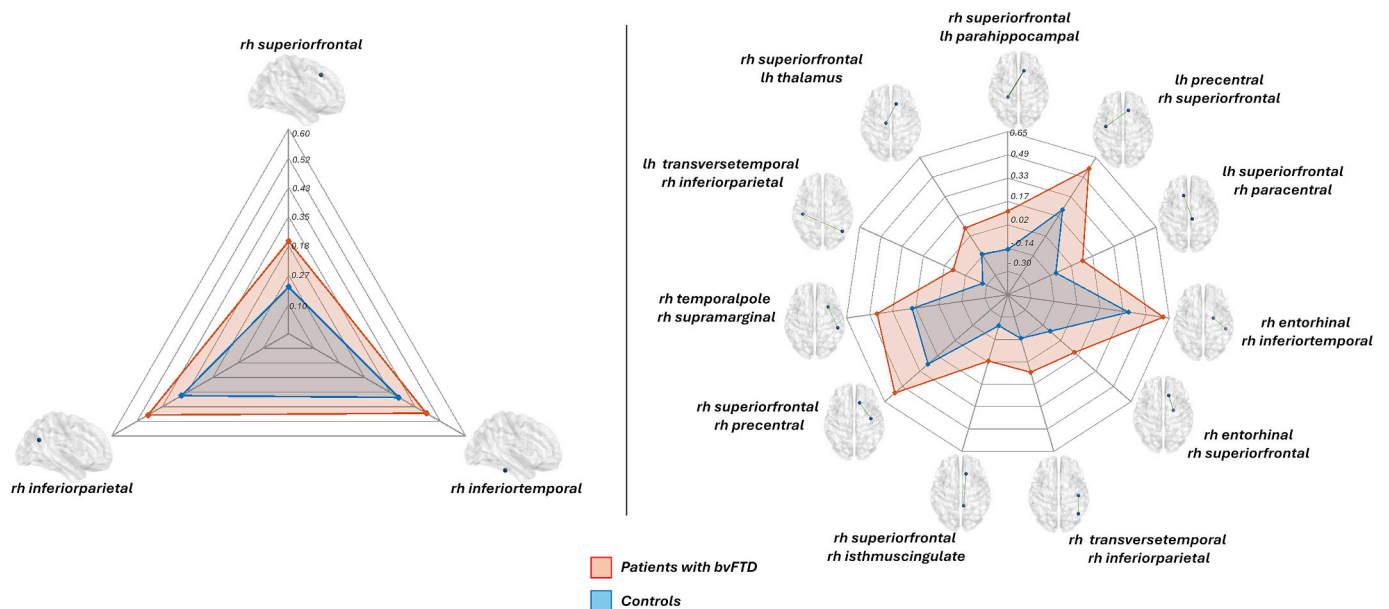 rh superiorfrontal
0.60
0.52
0.43
0.35
0.18
0.27
0.10
rh inferiorparietal
rh inferiortemporal
rh superiorfrontal
lh parahippocampal
rh superiorfrontal
lh thalamus
lh precentral
rh superiorfrontal
lh transversetemporal
rh inferiorparietal
lh superiorfrontal
rh paracentral
0.65
0.49
0.33
0.17
0.02
- 0.14
- 0.30
rh temporalpole
rh supramarginal
rh entorhinal
rh inferiortemporal
rh superiorfrontal
rh precentral
rh entorhinal
rh superiorfrontal
rh superiorfrontal
rh isthmuscingulate
rh transversetemporal
rh inferiorparietal
Patients with bvFTD
Controls